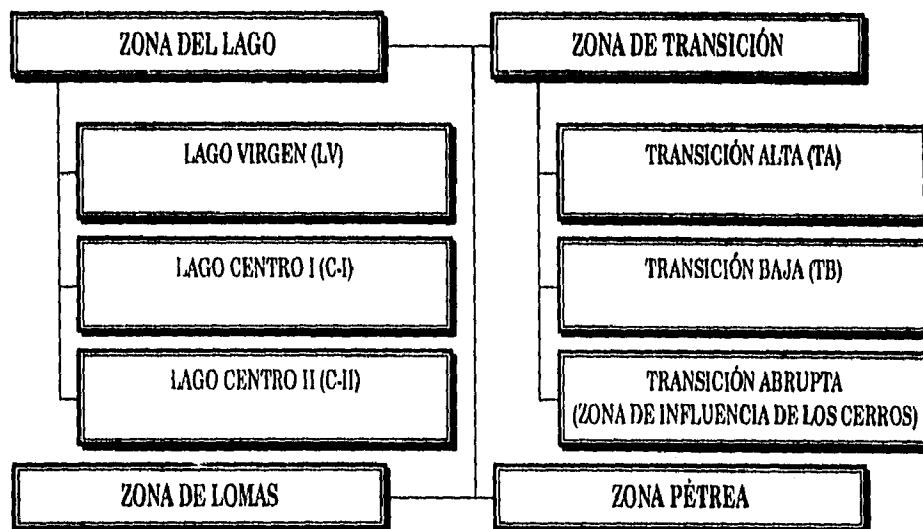 ZONA DEL LAGO
LAGO VIRGEN (LV)
LAGO CENTRO I (C-I)
LAGO CENTRO II (C-II)
ZONA DE TRANSICIÓN
TRANSICIÓN ALTA (TA)
TRANSICIÓN BAJA (TB)
TRANSICIÓN ABRUPTA
(ZONA DE INFLUENCIA DE LOS CERROS)
ZONA DE LOMAS
ZONA PÉTREA